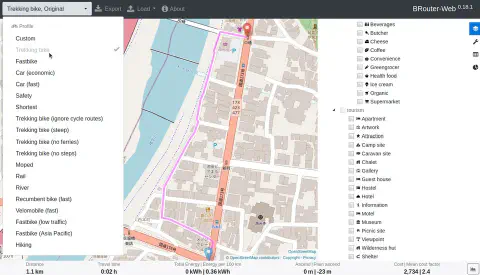 Trekking bike, Original
Export
Load
About
BRouter-Web 0.18.1
Profile
Custom
Trekking bike
Fastbike
Car (economic)
Car (fast)
Safety
Shortest
Trekking bike (ignore cycle routes)
Trekking bike (steep)
Trekking bike (no ferries)
Trekking bike (no steps)
Moped
Rail
River
Recumbent bike (fast)
Velomobile (fast)
Fastbike (low traffic)
Fastbike (Asia Pacific)
Hiking
173
423
477
P
P
OpenStreetMap
© OpenStreetMap contributors · Copyright · Privacy
Beverages
Butcher
Cheese
Coffee
Convenience
Greengrocer
Health food
Ice cream
Organic
Supermarket
tourism
Apartment
Artwork
Attraction
Camp site
Caravan site
Chalet
Gallery
Guest house
Hostel
Hotel
Information
Motel
Museum
Picnic site
Viewpoint
Wilderness hut
Shelter
Distance
1.1 km
Travel time
0:02 h
Total Energy / Energy per 100 km
0 kWh | 0.36 kWh
Ascend / Plain ascend
0 m | -23 m
Cost / Mean cost factor
2,734 | 2.4